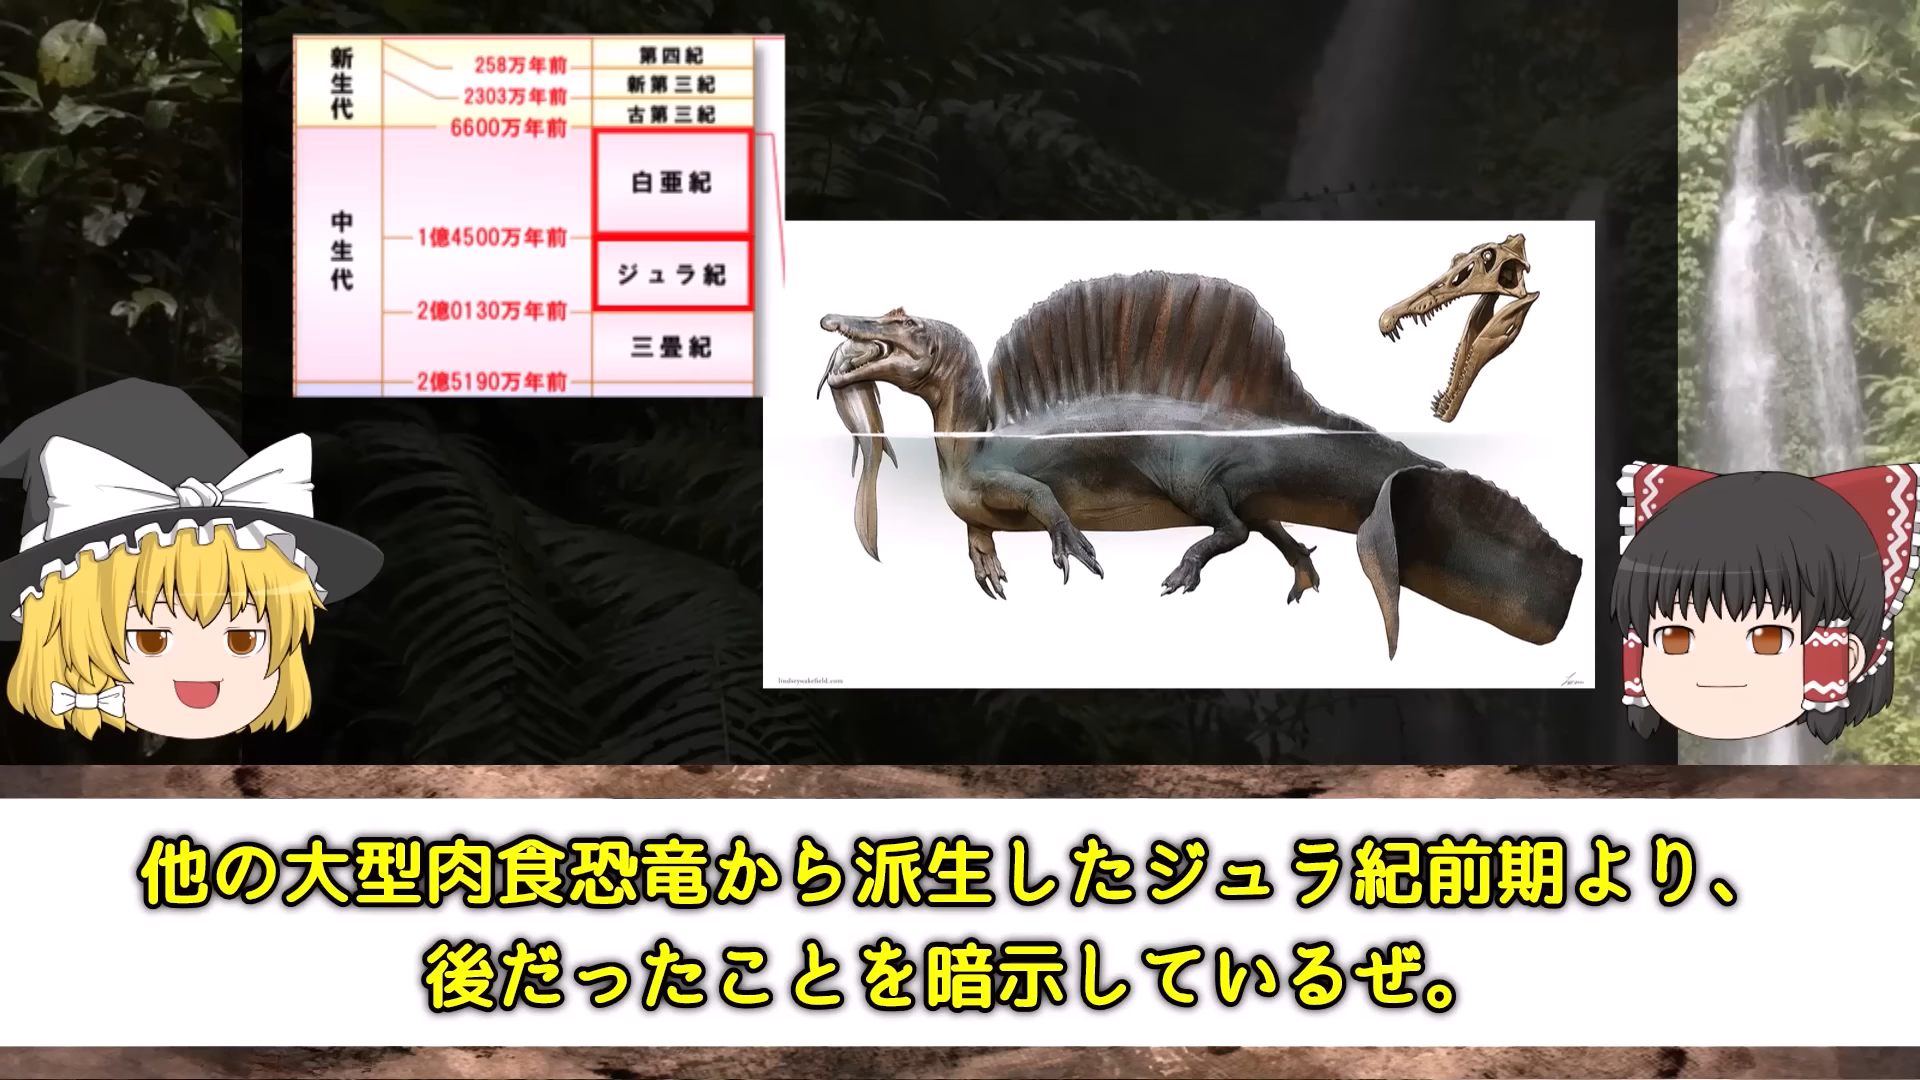 新生代
258万年前
第四紀
2303万年前
新第三紀
6600万年前
古第三紀
中生代
白亜紀
1億4500万年前
ジュラ紀
2億0130万年前
三畳紀
2億5190万年前
lindseywakefield.com
他の大型肉食恐竜から派生したジュラ紀前期より、
後だったことを暗示しているぜ。